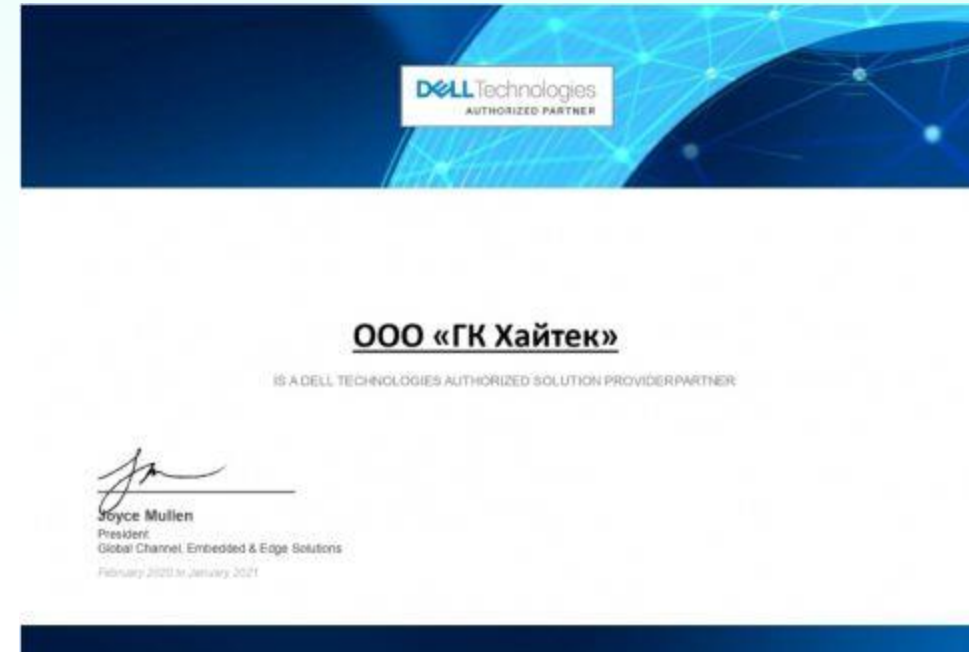 DELL Technologies
AUTHORIZED PARTNER
ООО «ГК Хайтек»
IS A DELL TECHNOLOGIES AUTHORIZED SOLUTION PROVIDERPARTNER
Joyce Mullen
President
Global Channel, Embedded & Edge Solutions
February 2020 to January 2021